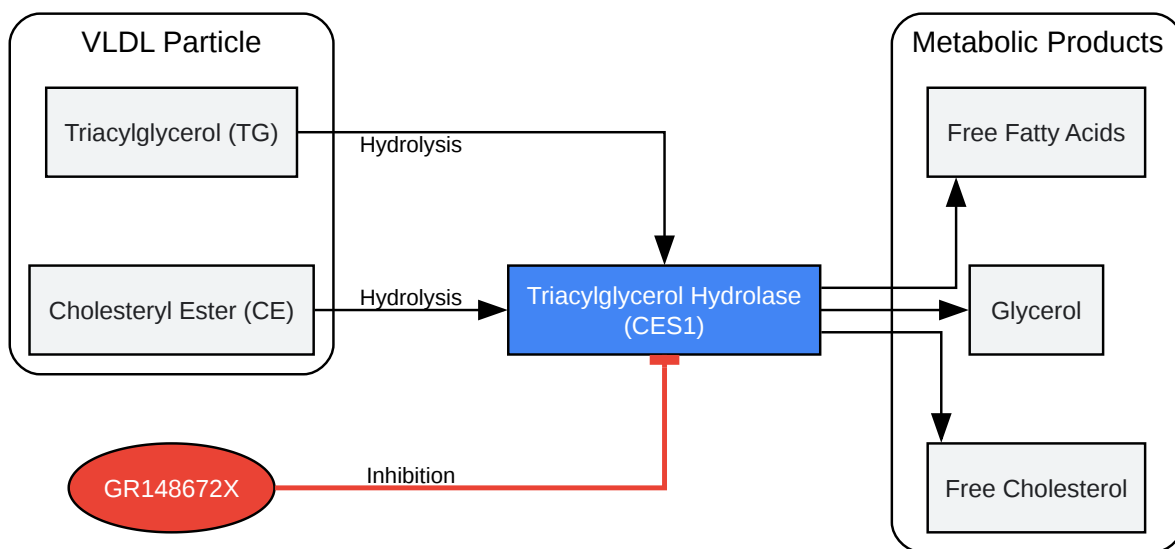 VLDL Particle
Metabolic Products
Triacylglycerol (TG)
Hydrolysis
Free Fatty Acids
Cholesteryl Ester (CE)
Hydrolysis
Triacylglycerol Hydrolase
(CES1)
Glycerol
GR148672X
Inhibition
Free Cholesterol